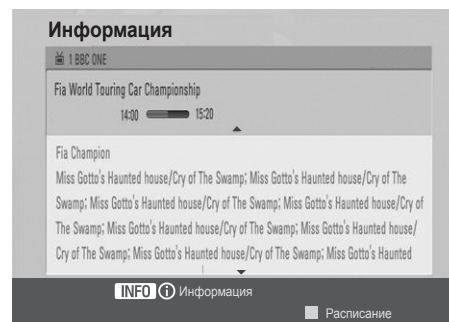 Информация
1 BBC ONE
Fia World Touring Car Championship
14:00 15:20
Fia Champion
Miss Gotto's Haunted house/Cry of The Swamp; Miss Gotto's Haunted house/Cry of The
Swamp; Miss Gotto's Haunted house/Cry of The Swamp; Miss Gotto's Haunted house/Cry of
The Swamp; Miss Gotto's Haunted house/Cry of The Swamp; Miss Gotto's Haunted house/
Cry of The Swamp; Miss Gotto's Haunted house/Cry of The Swamp; Miss Gotto's Haunted
INFO i Информация
Расписание